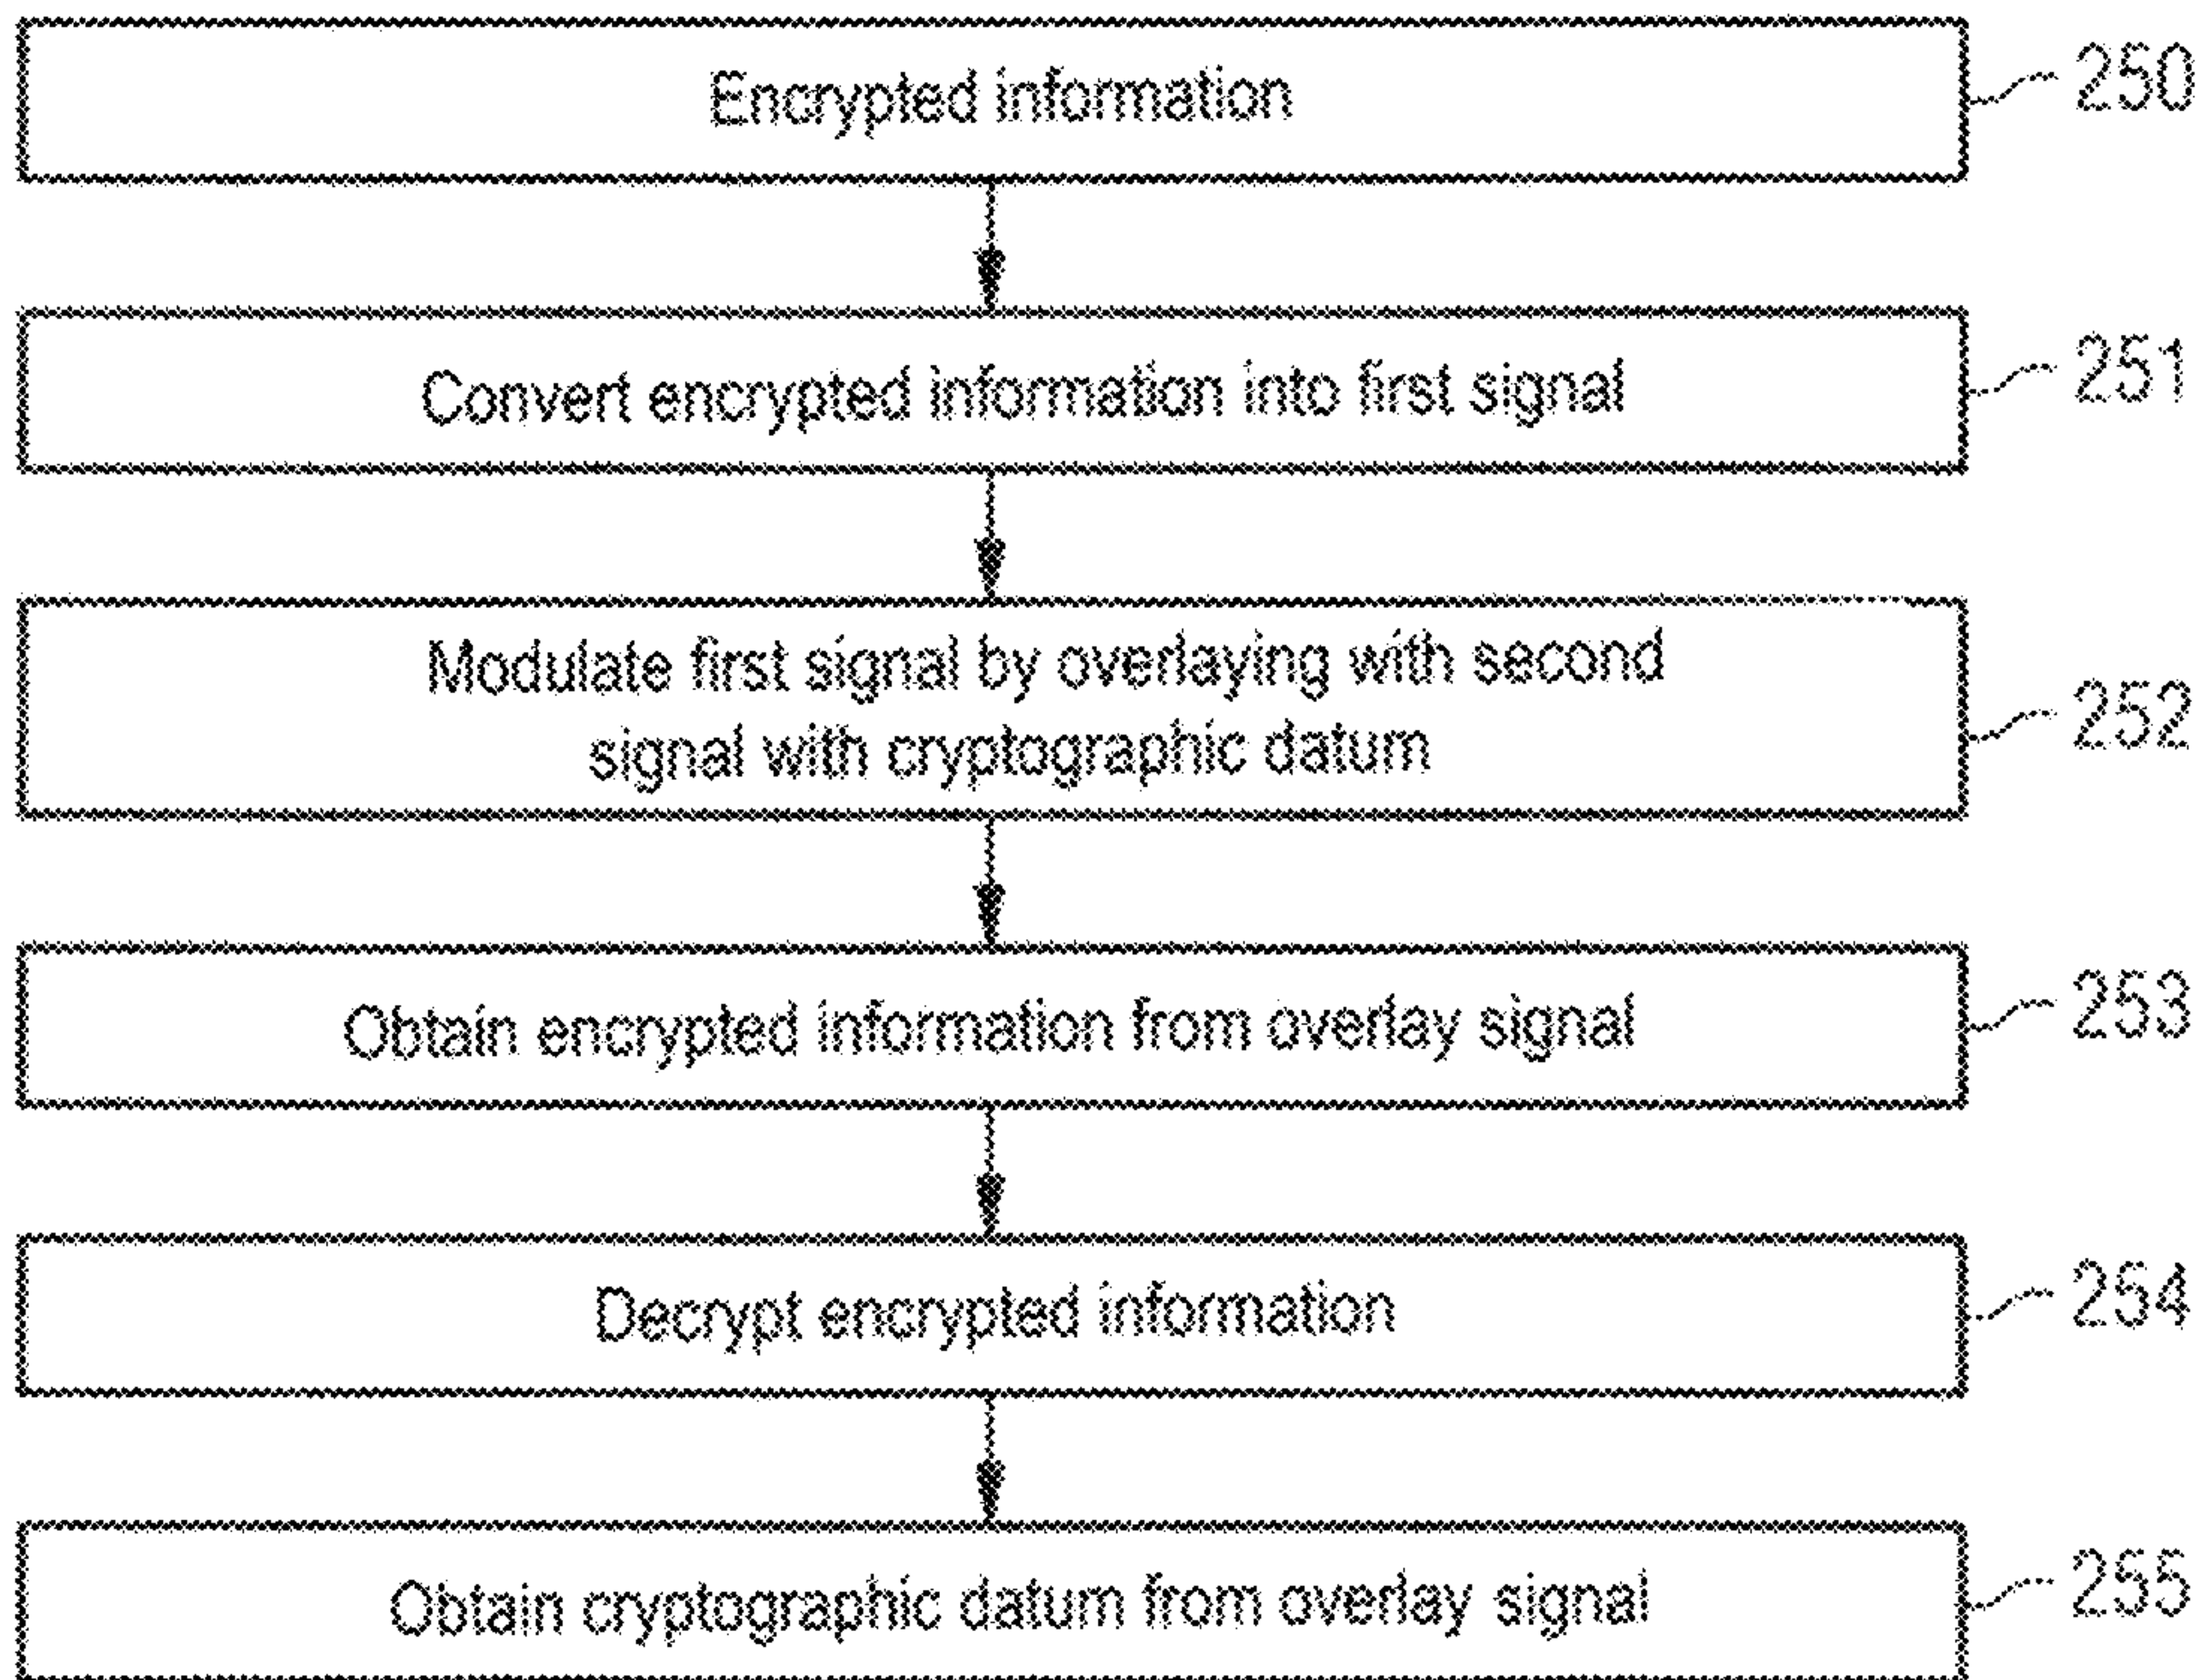 Encrypted information
250
Convert encrypted information into first signal
251
Modulate first signal by overlaying with second
signal with cryptographic datum
252
Obtain encrypted information from overlay signal
253
Decrypt encrypted information
254
Obtain cryptographic datum from overlay signal
255